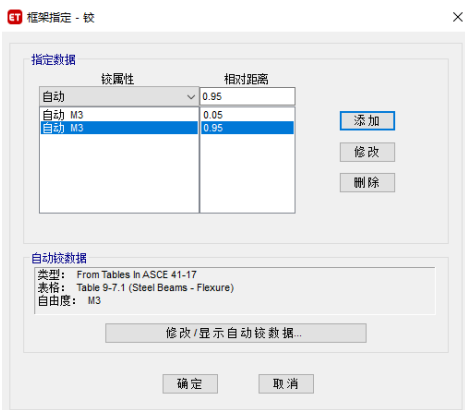 ET 框架指定 - 铰
指定数据
铰属性 相对距离
自动 0.95
自动 M3 0.05
自动 M3 0.95
添加
修改
删除
自动铰数据
类型: From Tables In ASCE 41-17
表格: Table 9-7.1 (Steel Beams - Flexure)
自由度: M3
修改/显示自动铰数据...
确定 取消